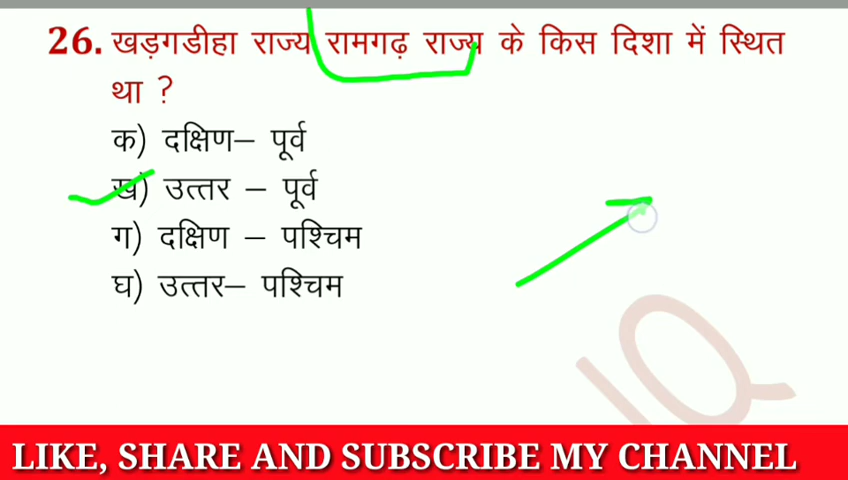 26. खड़गडीहा राज्य रामगढ़ राज्य के किस दिशा में स्थित
था ?
क) दक्षिण– पूर्व
ख) उत्तर – पूर्व
ग) दक्षिण – पश्चिम
घ) उत्तर– पश्चिम
LIKE, SHARE AND SUBSCRIBE MY CHANNEL